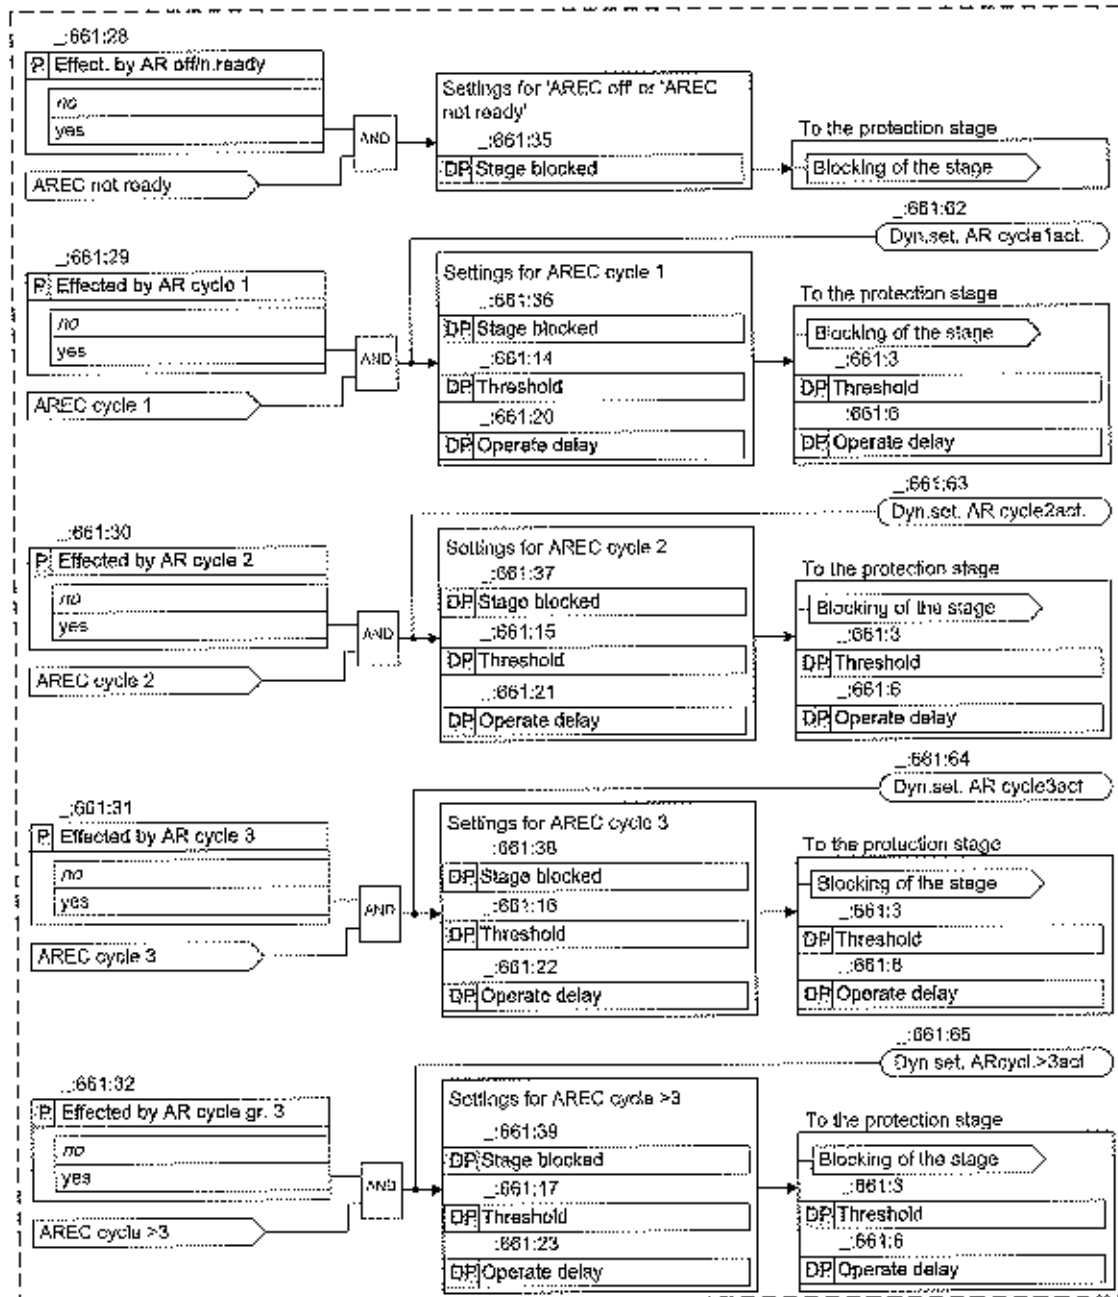 _:661:28
P Effect. by AR off/n.ready
no
yes
AREC not ready
AND
Settings for 'AREC off' or 'AREC
not ready'
_:661:35
DP Stage blocked
To the protection stage
Blocking of the stage
_:661:62
Dyn.set. AR cycle1act.
_:661:29
P Effected by AR cycle 1
no
yes
AREC cycle 1
AND
Settings for AREC cycle 1
_:661:36
DP Stage blocked
_:661:14
DP Threshold
_:661:20
DP Operate delay
To the protection stage
Blocking of the stage
_:661:3
DP Threshold
_:661:6
DP Operate delay
_:661:63
Dyn.set. AR cycle2act.
_:661:30
P Effected by AR cycle 2
no
yes
AREC cycle 2
AND
Settings for AREC cycle 2
_:661:37
DP Stage blocked
_:661:15
DP Threshold
_:661:21
DP Operate delay
To the protection stage
Blocking of the stage
_:661:3
DP Threshold
_:661:6
DP Operate delay
_:661:64
Dyn.set. AR cycle3act
_:661:31
P Effected by AR cycle 3
no
yes
AREC cycle 3
AND
Settings for AREC cycle 3
_:661:38
DP Stage blocked
_:661:16
DP Threshold
_:661:22
DP Operate delay
To the protection stage
Blocking of the stage
_:661:3
DP Threshold
_:661:6
DP Operate delay
_:661:65
Dyn set. ARcycl.>3act
_:661:32
P Effected by AR cycle gr. 3
no
yes
AREC cycle >3
AND
Settings for AREC cycle >3
_:661:39
DP Stage blocked
_:661:17
DP Threshold
_:661:23
DP Operate delay
To the protection stage
Blocking of the stage
_:661:3
DP Threshold
_:661:6
DP Operate delay